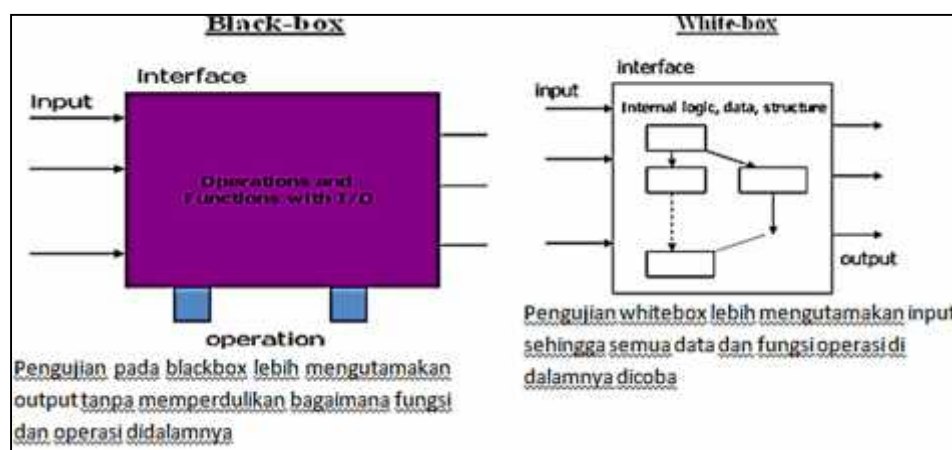 Black-box
Interface
Input
Operations and
Functions with I/O
operation
Pengujian pada blackbox lebih mengutamakan
output tanpa memperdulikan bagaimana fungsi
dan operasi didalamnya
White-box
interface
input
Internal logic, data, structure
output
Pengujian whitebox lebih mengutamakan input
sehingga semua data dan fungsi operasi di
dalamnya dicoba